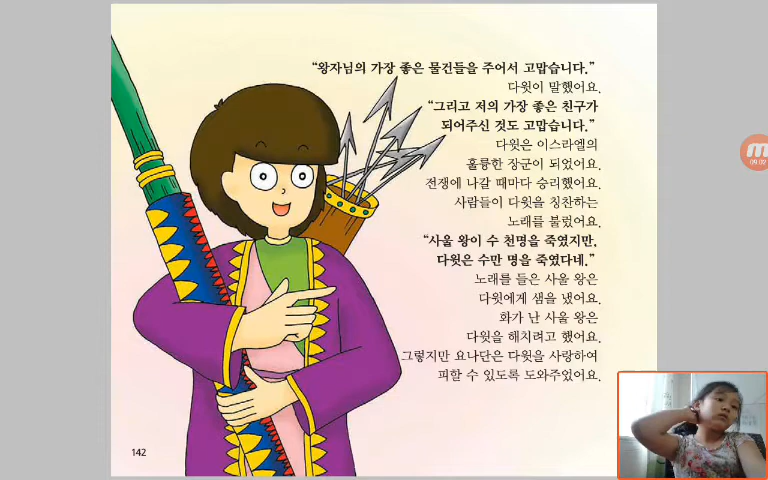 “왕자님의 가장 좋은 물건들을 주어서 고맙습니다.”
다윗이 말했어요.
“그리고 저의 가장 좋은 친구가
되어주신 것도 고맙습니다.”
다윗은 이스라엘의
훌륭한 장군이 되었어요.
전쟁에 나갈 때마다 승리했어요.
사람들이 다윗을 칭찬하는
노래를 불렀어요.
“사울 왕이 수 천명을 죽였지만,
다윗은 수만 명을 죽였다네.”
노래를 들은 사울 왕은
다윗에게 샘을 냈어요.
화가 난 사울 왕은
다윗을 해치려고 했어요.
그렇지만 요나단은 다윗을 사랑하여
피할 수 있도록 도와주었어요.
142
M
09:02